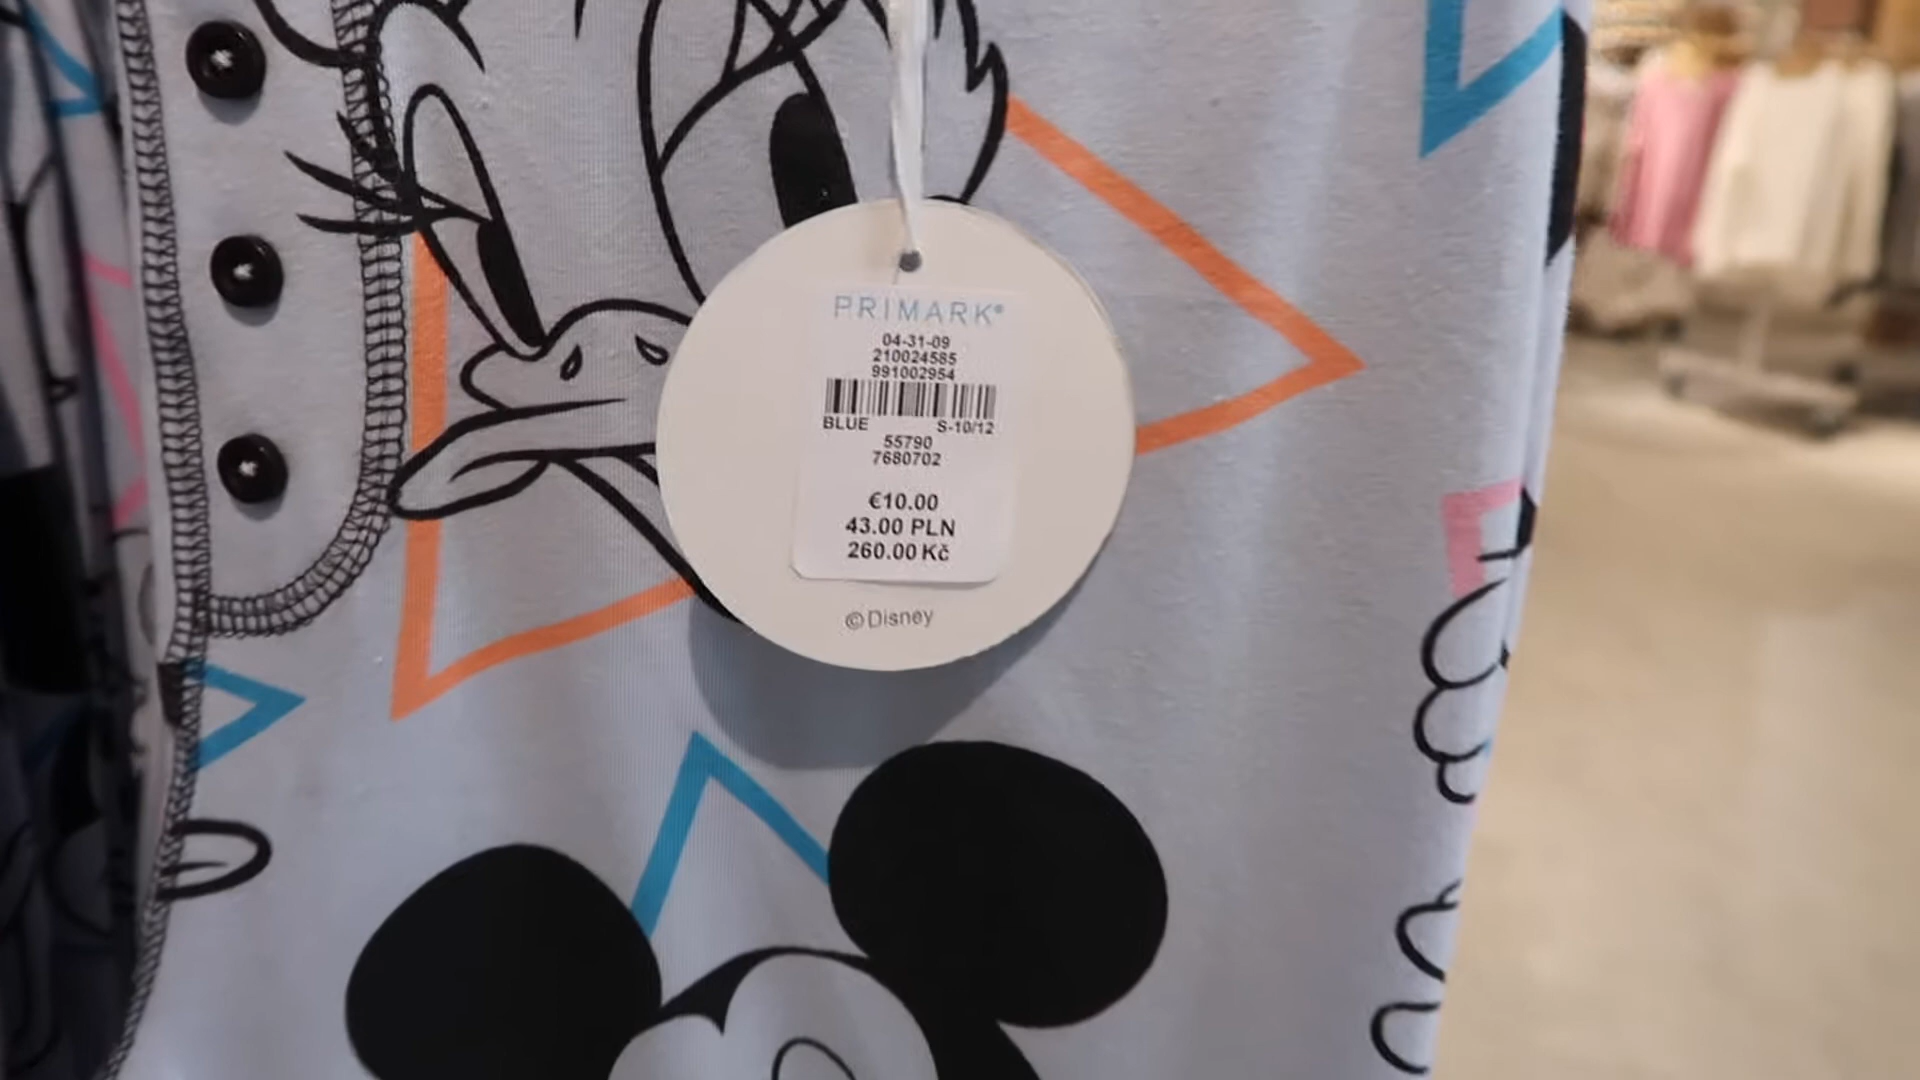 PRIMARK®
04-31-09
210024585
991002954
BLUE S-10/12
55790
7680702
€10.00
43.00 PLN
260.00 Kč
©Disney